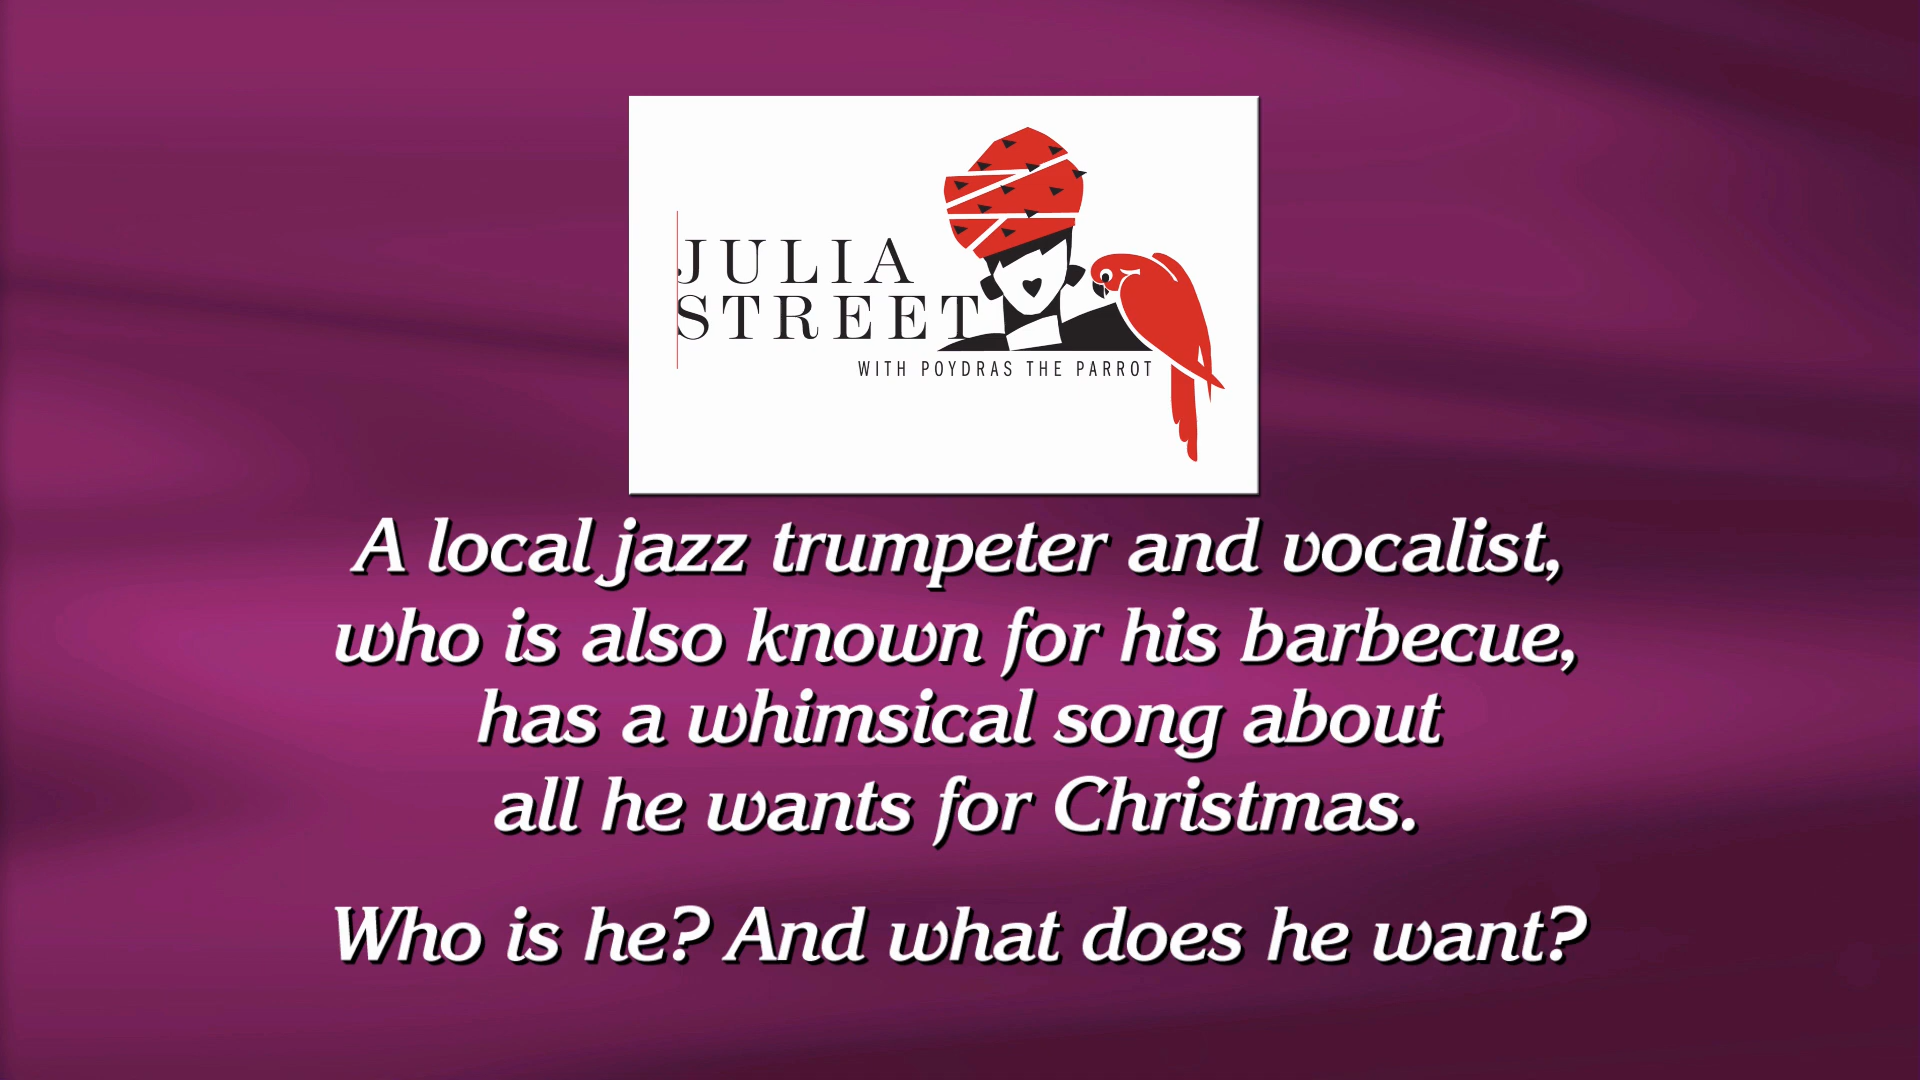 JULIA
STREET
WITH POYDRAS THE PARROT
A local jazz trumpeter and vocalist,
who is also known for his barbecue,
has a whimsical song about
all he wants for Christmas.
Who is he? And what does he want?